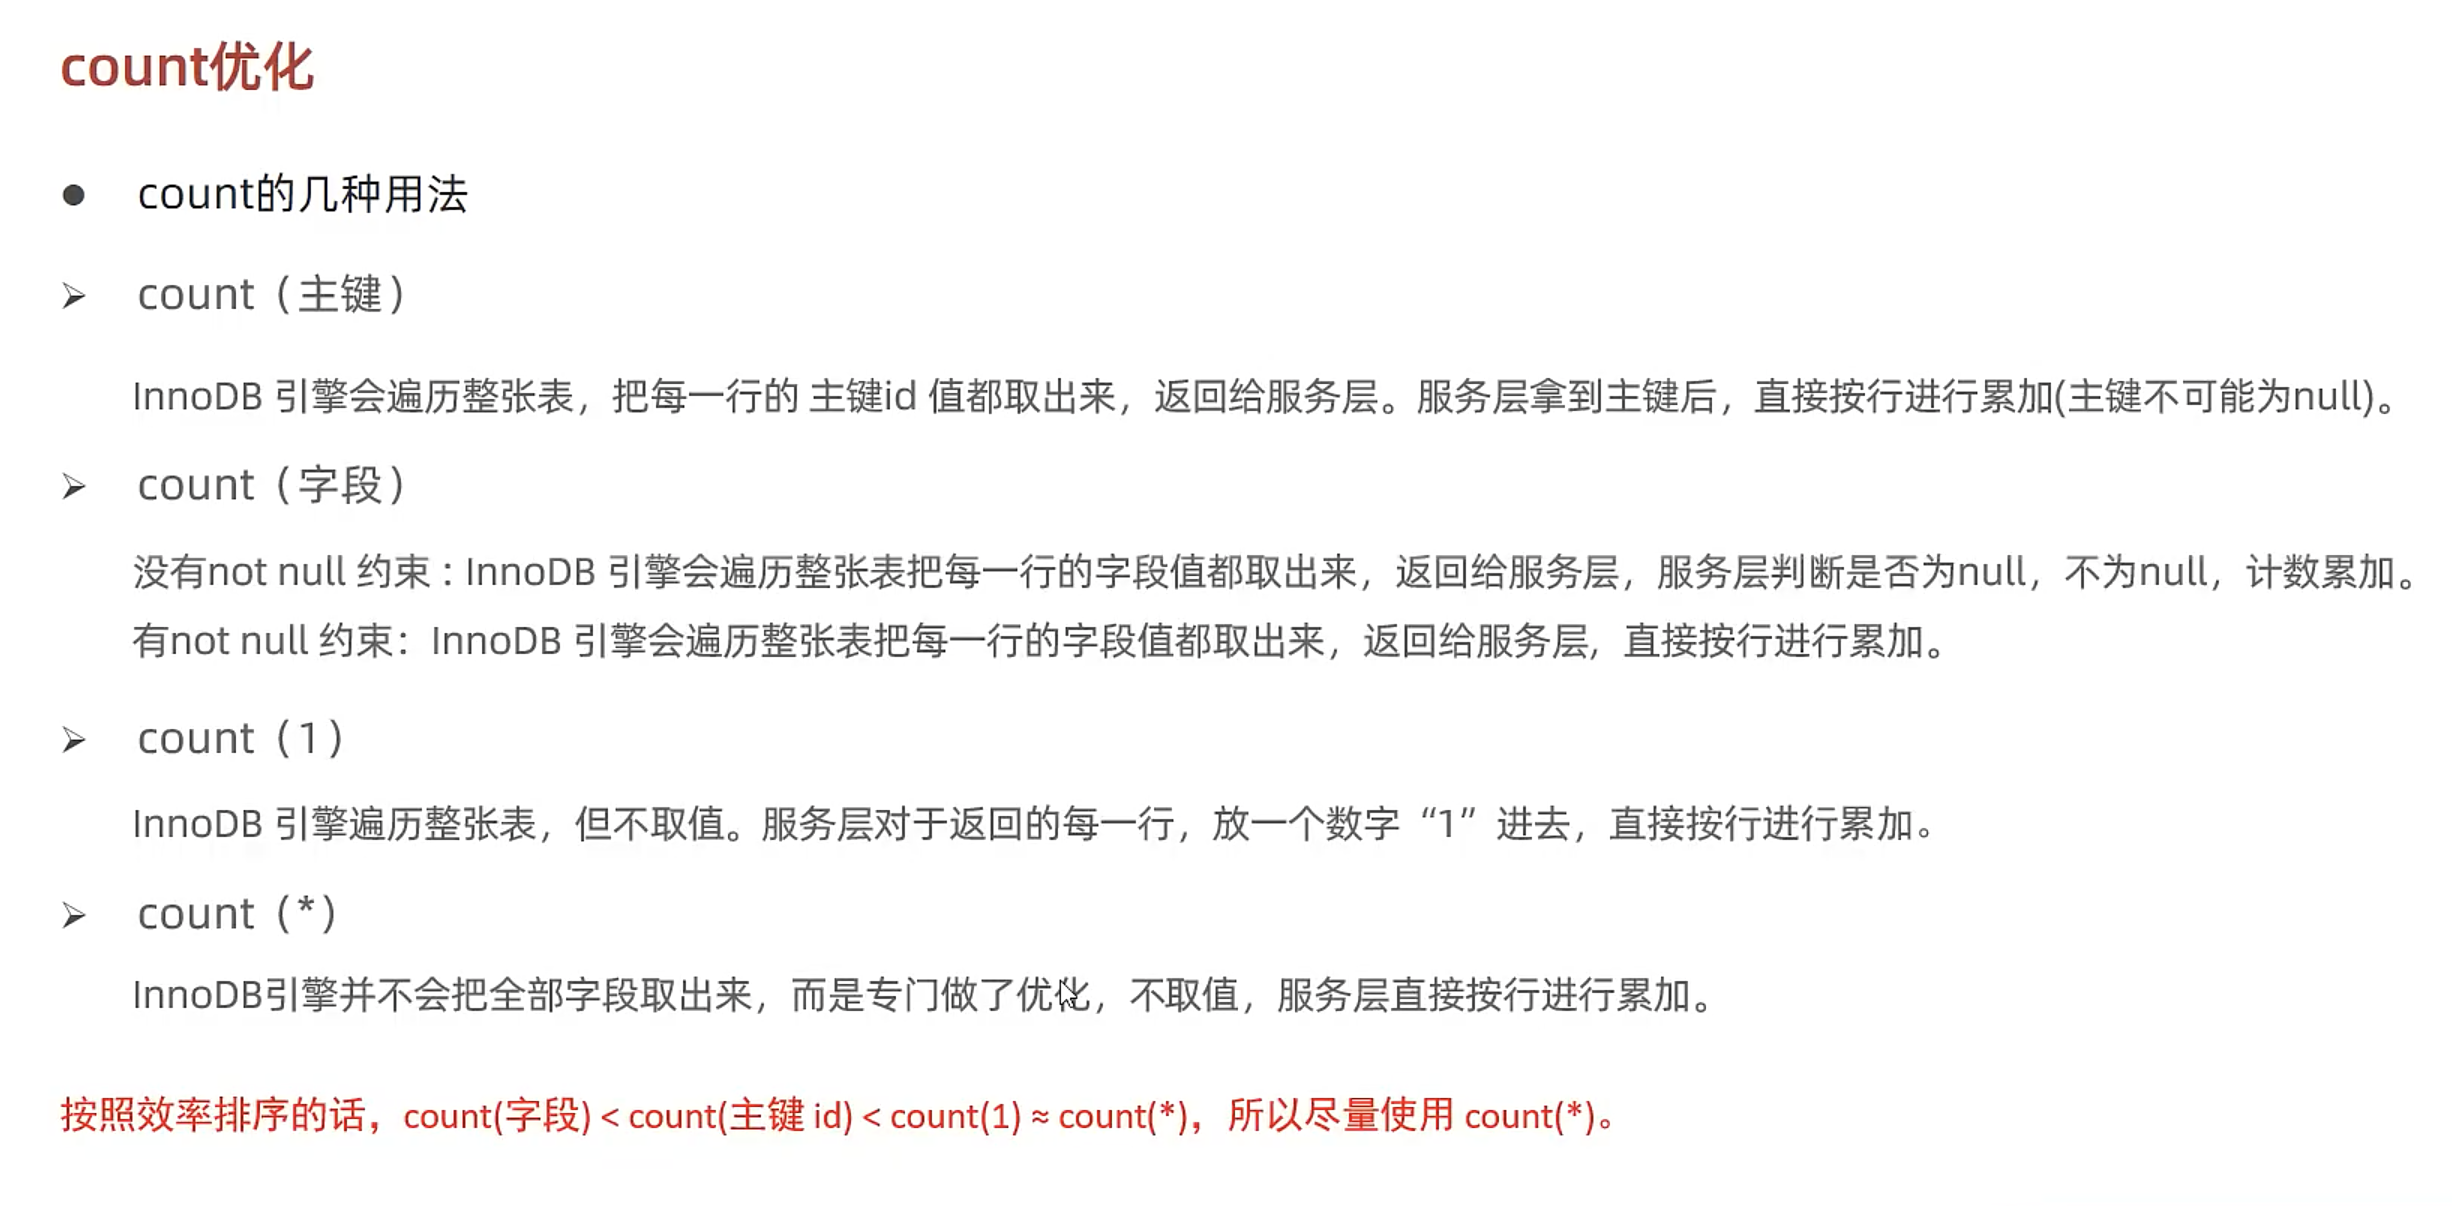 count优化
count的几种用法
count（主键）
InnoDB 引擎会遍历整张表，把每一行的 主键id 值都取出来，返回给服务层。服务层拿到主键后，直接按行进行累加(主键不可能为null)。
count（字段）
没有not null 约束 : InnoDB 引擎会遍历整张表把每一行的字段值都取出来，返回给服务层，服务层判断是否为null，不为null，计数累加。
有not null 约束：InnoDB 引擎会遍历整张表把每一行的字段值都取出来，返回给服务层，直接按行进行累加。
count（1）
InnoDB 引擎遍历整张表，但不取值。服务层对于返回的每一行，放一个数字“1”进去，直接按行进行累加。
count（*）
InnoDB引擎并不会把全部字段取出来，而是专门做了优化，不取值，服务层直接按行进行累加。
按照效率排序的话，count(字段) < count(主键 id) < count(1) ≈ count(*)，所以尽量使用 count(*)。